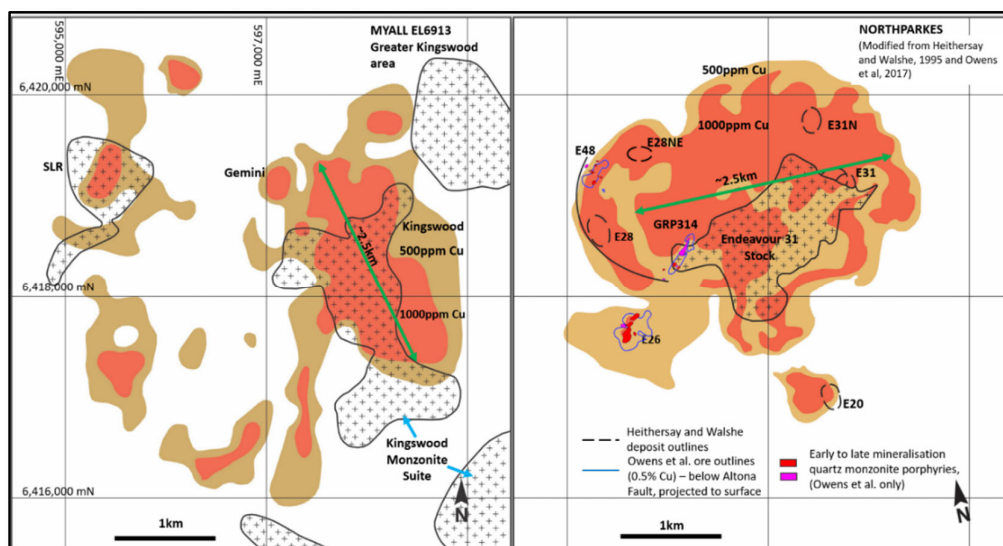 595,000 mE
597,000 mE
MYALL EL6913
Greater Kingswood
area
6,420,000 mN
SLR
Gemini
Kingswood
500ppm Cu
~2.5km
6,418,000 mN
1000ppm Cu
Kingswood
Monzonite
Suite
6,416,000 mN
N
1km
NORTHPARKES
(Modified from Heithersay
and Walshe, 1995 and Owens
et al, 2017)
500ppm Cu
1000ppm Cu
E31N
E28NE
E48
E31
~2.5km
GRP314
E28
Endeavour 31
Stock
E26
E20
Heithersay and Walshe
deposit outlines
Owens et al. ore outlines
(0.5% Cu) – below Altona
Fault, projected to surface
Early to late mineralisation
quartz monzonite porphyries,
(Owens et al. only)
1km
N